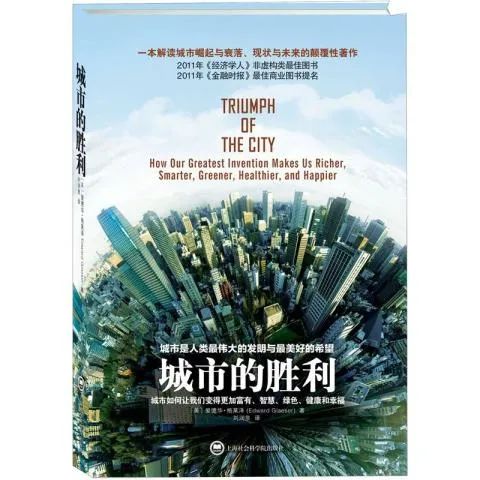 一本解读城市崛起与衰落、现状与未来的颠覆性著作
2011年《经济学人》非虚构类最佳图书
2011年《金融时报》最佳商业图书提名
TRIUMPH
OF
THE CITY
How Our Greatest Invention Makes Us Richer,
Smarter, Greener, Healthier, and Happier
城市是人类最伟大的发明与最美好的希望
城市的胜利
城市如何让我们变得更加富有、智慧、绿色、健康和幸福
[美] 爱德华·格莱泽 (Edward Glaeser) 著
刘润泉 译
上海社会科学院出版社
城市的胜利